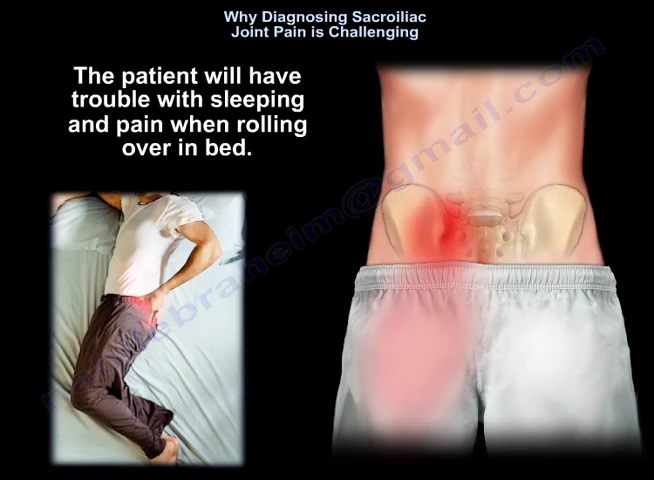 Why Diagnosing Sacroiliac
Joint Pain is Challenging
The patient will have
trouble with sleeping
and pain when rolling
over in bed.